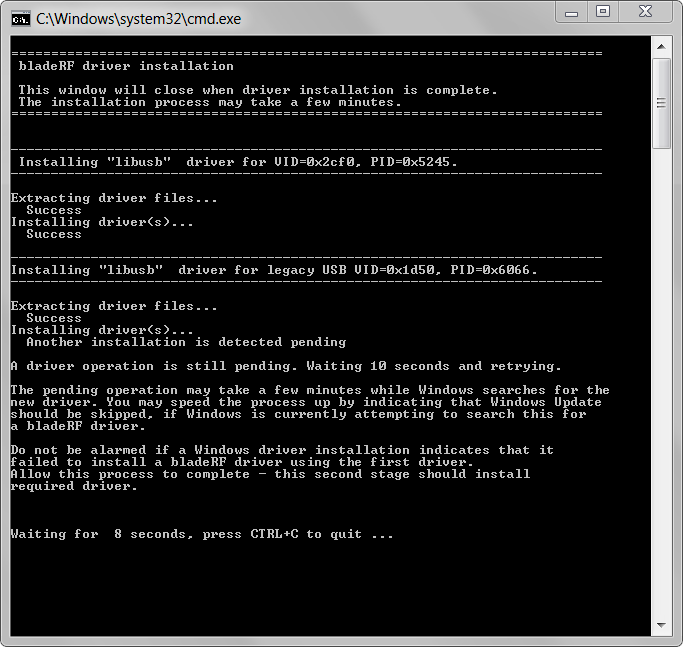 C:\Windows\system32\cmd.exe
==========================================================================
bladeRF driver installation
This window will close when driver installation is complete.
The installation process may take a few minutes.
==========================================================================
--------------------------------------------------------------------------
Installing "libusb"  driver for VID=0x2cf0, PID=0x5245.
--------------------------------------------------------------------------
Extracting driver files...
Success
Installing driver(s)...
Success
--------------------------------------------------------------------------
Installing "libusb"  driver for legacy USB VID=0x1d50, PID=0x6066.
--------------------------------------------------------------------------
Extracting driver files...
Success
Installing driver(s)...
Another installation is detected pending
A driver operation is still pending. Waiting 10 seconds and retrying.
The pending operation may take a few minutes while Windows searches for the
new driver. You may speed the process up by indicating that Windows Update
should be skipped, if Windows is currently attempting to search this for
a bladeRF driver.
Do not be alarmed if a Windows driver installation indicates that it
failed to install a bladeRF driver using the first driver.
Allow this process to complete - this second stage should install
required driver.
Waiting for  8 seconds, press CTRL+C to quit ...